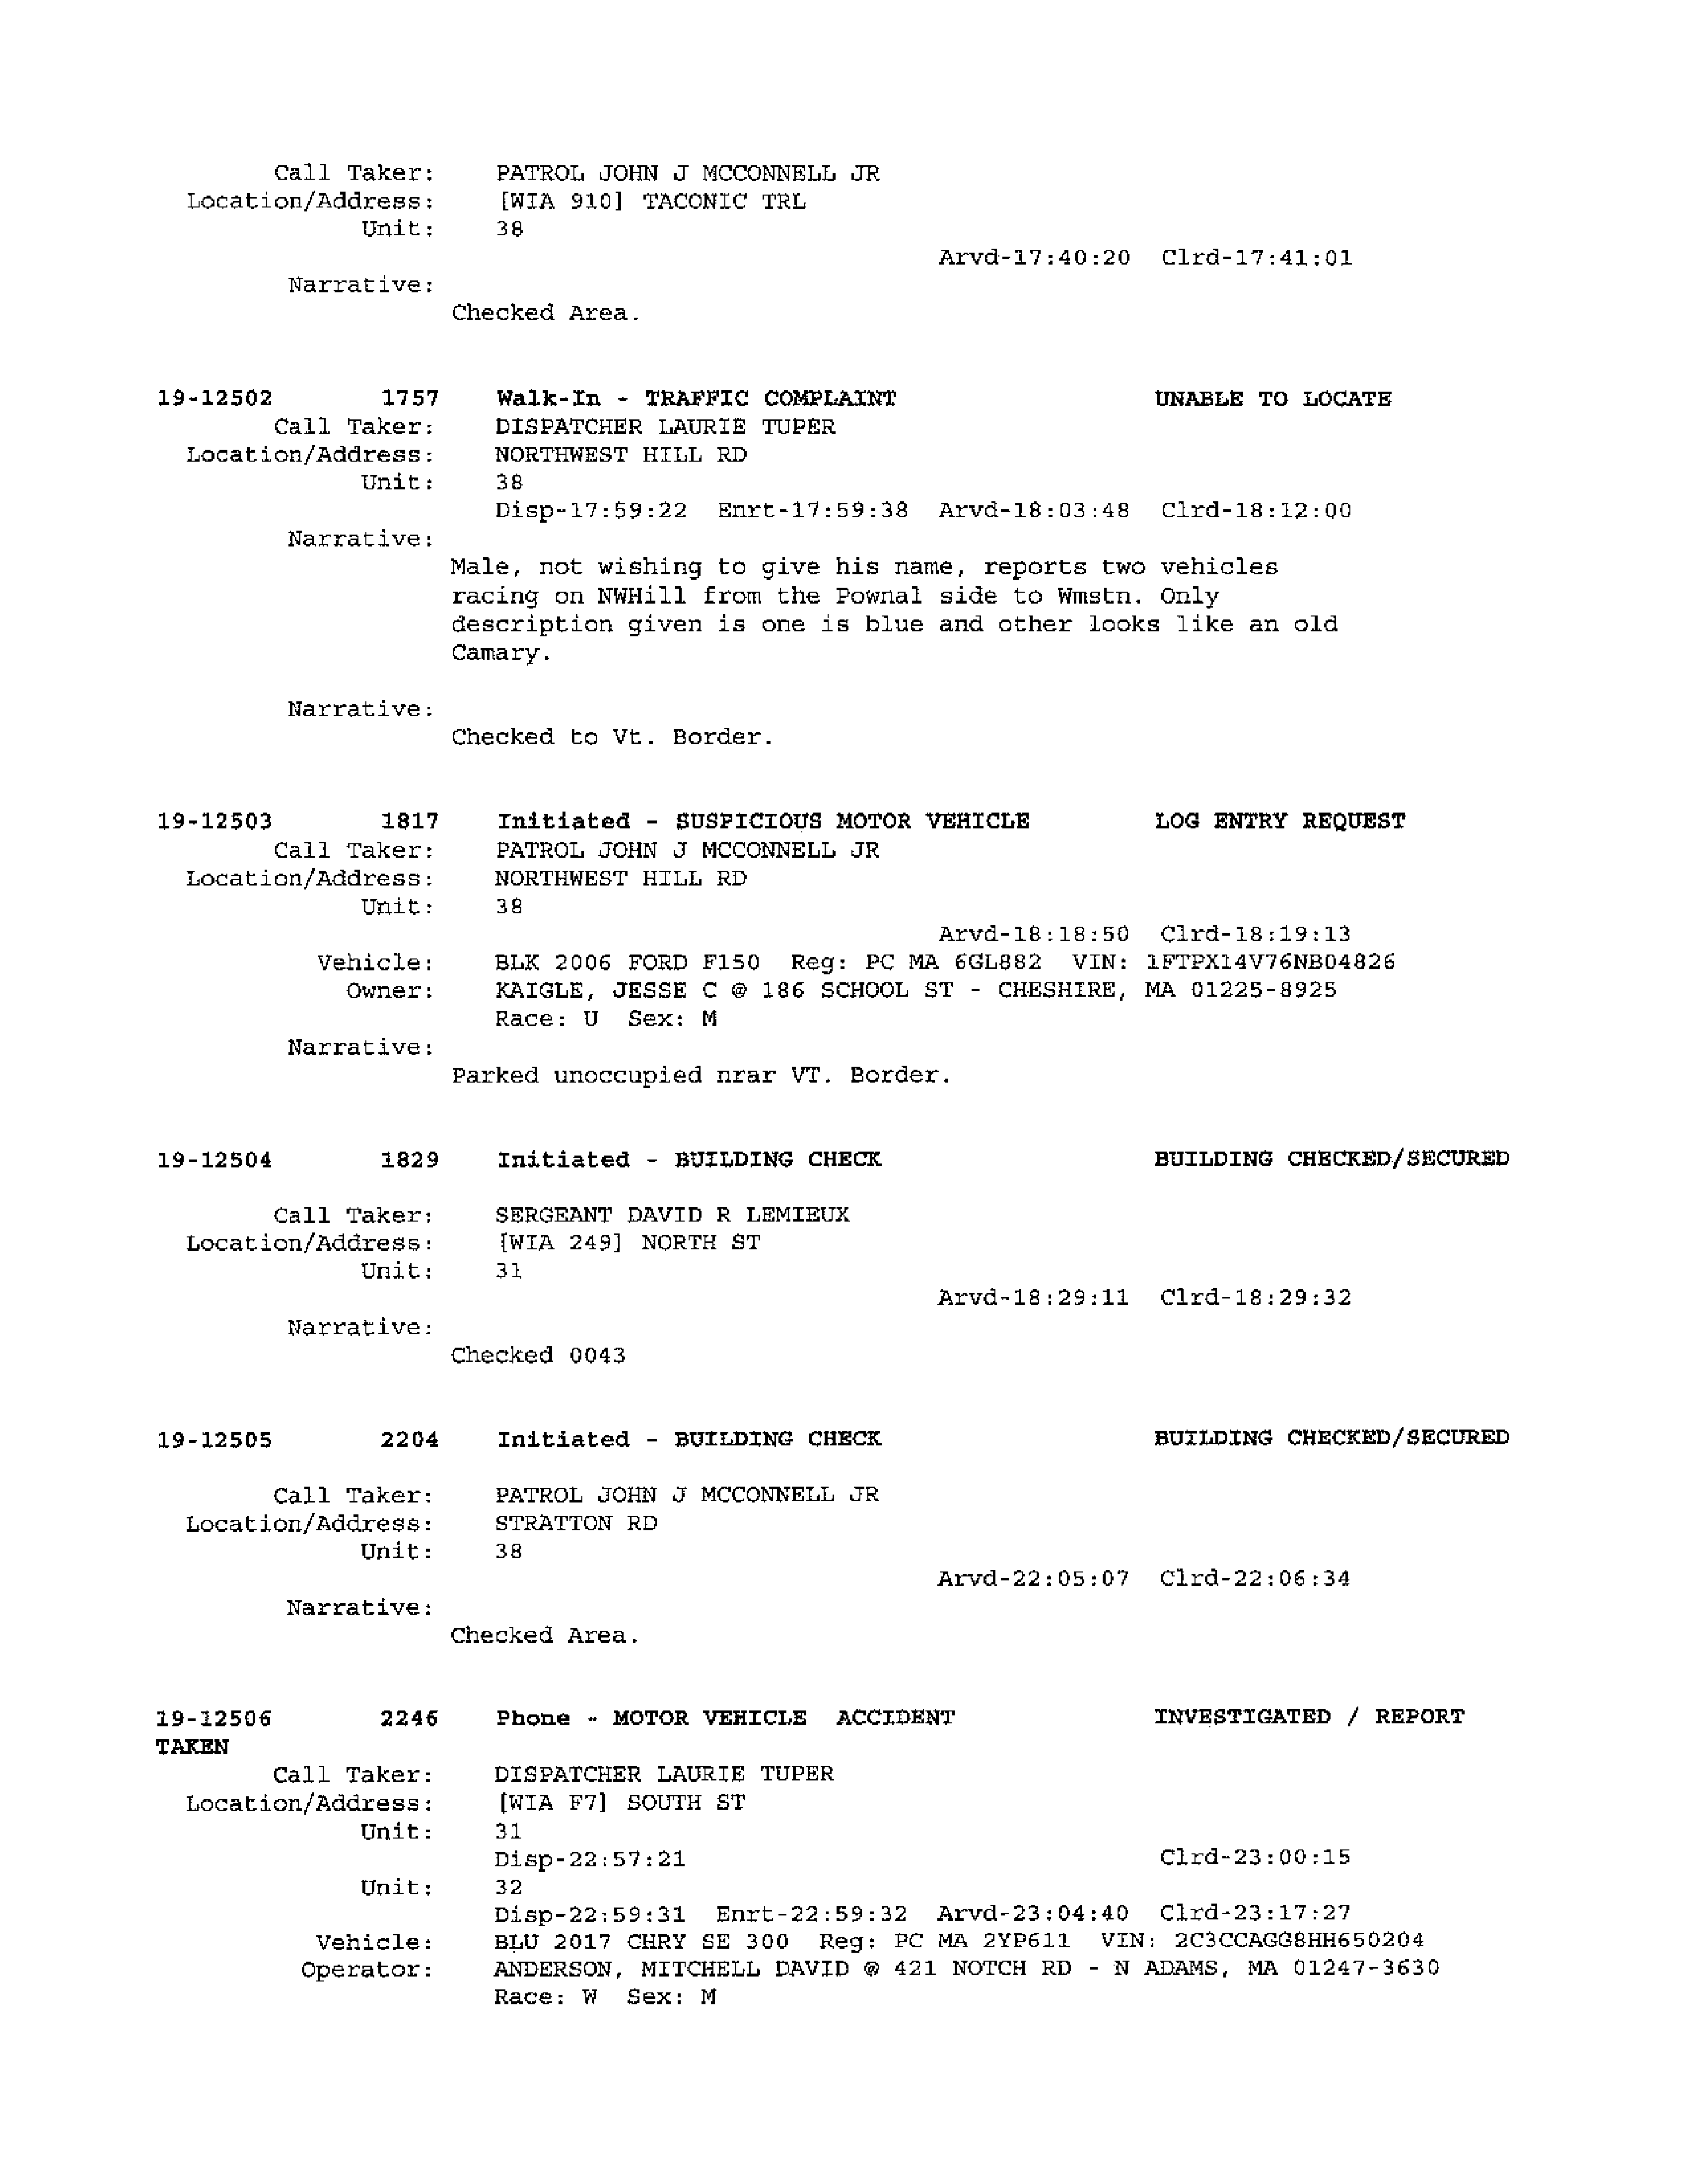 Call Taker: PATROL JOHN J MCCONNELL JR
Location/Address: [WIA 910] TACONIC TRL
Unit: 38
Arvd-17:40:20 Clrd-17:41:01
Narrative:
Checked Area.
19-12502 1757 Walk-In - TRAFFIC COMPLAINT UNABLE TO LOCATE
Call Taker: DISPATCHER LAURIE TUPER
Location/Address: NORTHWEST HILL RD
Unit: 38
Disp-17:59:22 Enrt-17:59:38 Arvd-18:03:48 Clrd-18:12:00
Narrative:
Male, not wishing to give his name, reports two vehicles
racing on NWHill from the Pownal side to Wmstn. Only
description given is one is blue and other looks like an old
Camary.
Narrative:
Checked to Vt. Border.
19-12503 1817 Initiated - SUSPICIOUS MOTOR VEHICLE LOG ENTRY REQUEST
Call Taker: PATROL JOHN J MCCONNELL JR
Location/Address: NORTHWEST HILL RD
Unit: 38
Arvd-18:18:50 Clrd-18:19:13
Vehicle: BLK 2006 FORD F150 Reg: PC MA 6GL882 VIN: 1FTPX14V76NB04826
Owner: KAIGLE, JESSE C @ 186 SCHOOL ST - CHESHIRE, MA 01225-8925
Race: U Sex: M
Narrative:
Parked unoccupied nrar VT. Border.
19-12504 1829 Initiated - BUILDING CHECK BUILDING CHECKED/SECURED
Call Taker: SERGEANT DAVID R LEMIEUX
Location/Address: [WIA 249] NORTH ST
Unit: 31
Arvd-18:29:11 Clrd-18:29:32
Narrative:
Checked 0043
19-12505 2204 Initiated - BUILDING CHECK BUILDING CHECKED/SECURED
Call Taker: PATROL JOHN J MCCONNELL JR
Location/Address: STRATTON RD
Unit: 38
Arvd-22:05:07 Clrd-22:06:34
Narrative:
Checked Area.
19-12506 2246 Phone - MOTOR VEHICLE ACCIDENT INVESTIGATED / REPORT
TAKEN
Call Taker: DISPATCHER LAURIE TUPER
Location/Address: [WIA F7] SOUTH ST
Unit: 31
Disp-22:57:21 Clrd-23:00:15
Unit: 32
Disp-22:59:31 Enrt-22:59:32 Arvd-23:04:40 Clrd-23:17:27
Vehicle: BLU 2017 CHRY SE 300 Reg: PC MA 2YP611 VIN: 2C3CCAGG8HH650204
Operator: ANDERSON, MITCHELL DAVID @ 421 NOTCH RD - N ADAMS, MA 01247-3630
Race: W Sex: M